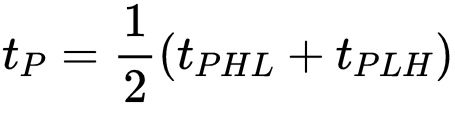 t_P = \frac{1}{2}(t_{PHL} + t_{PLH})